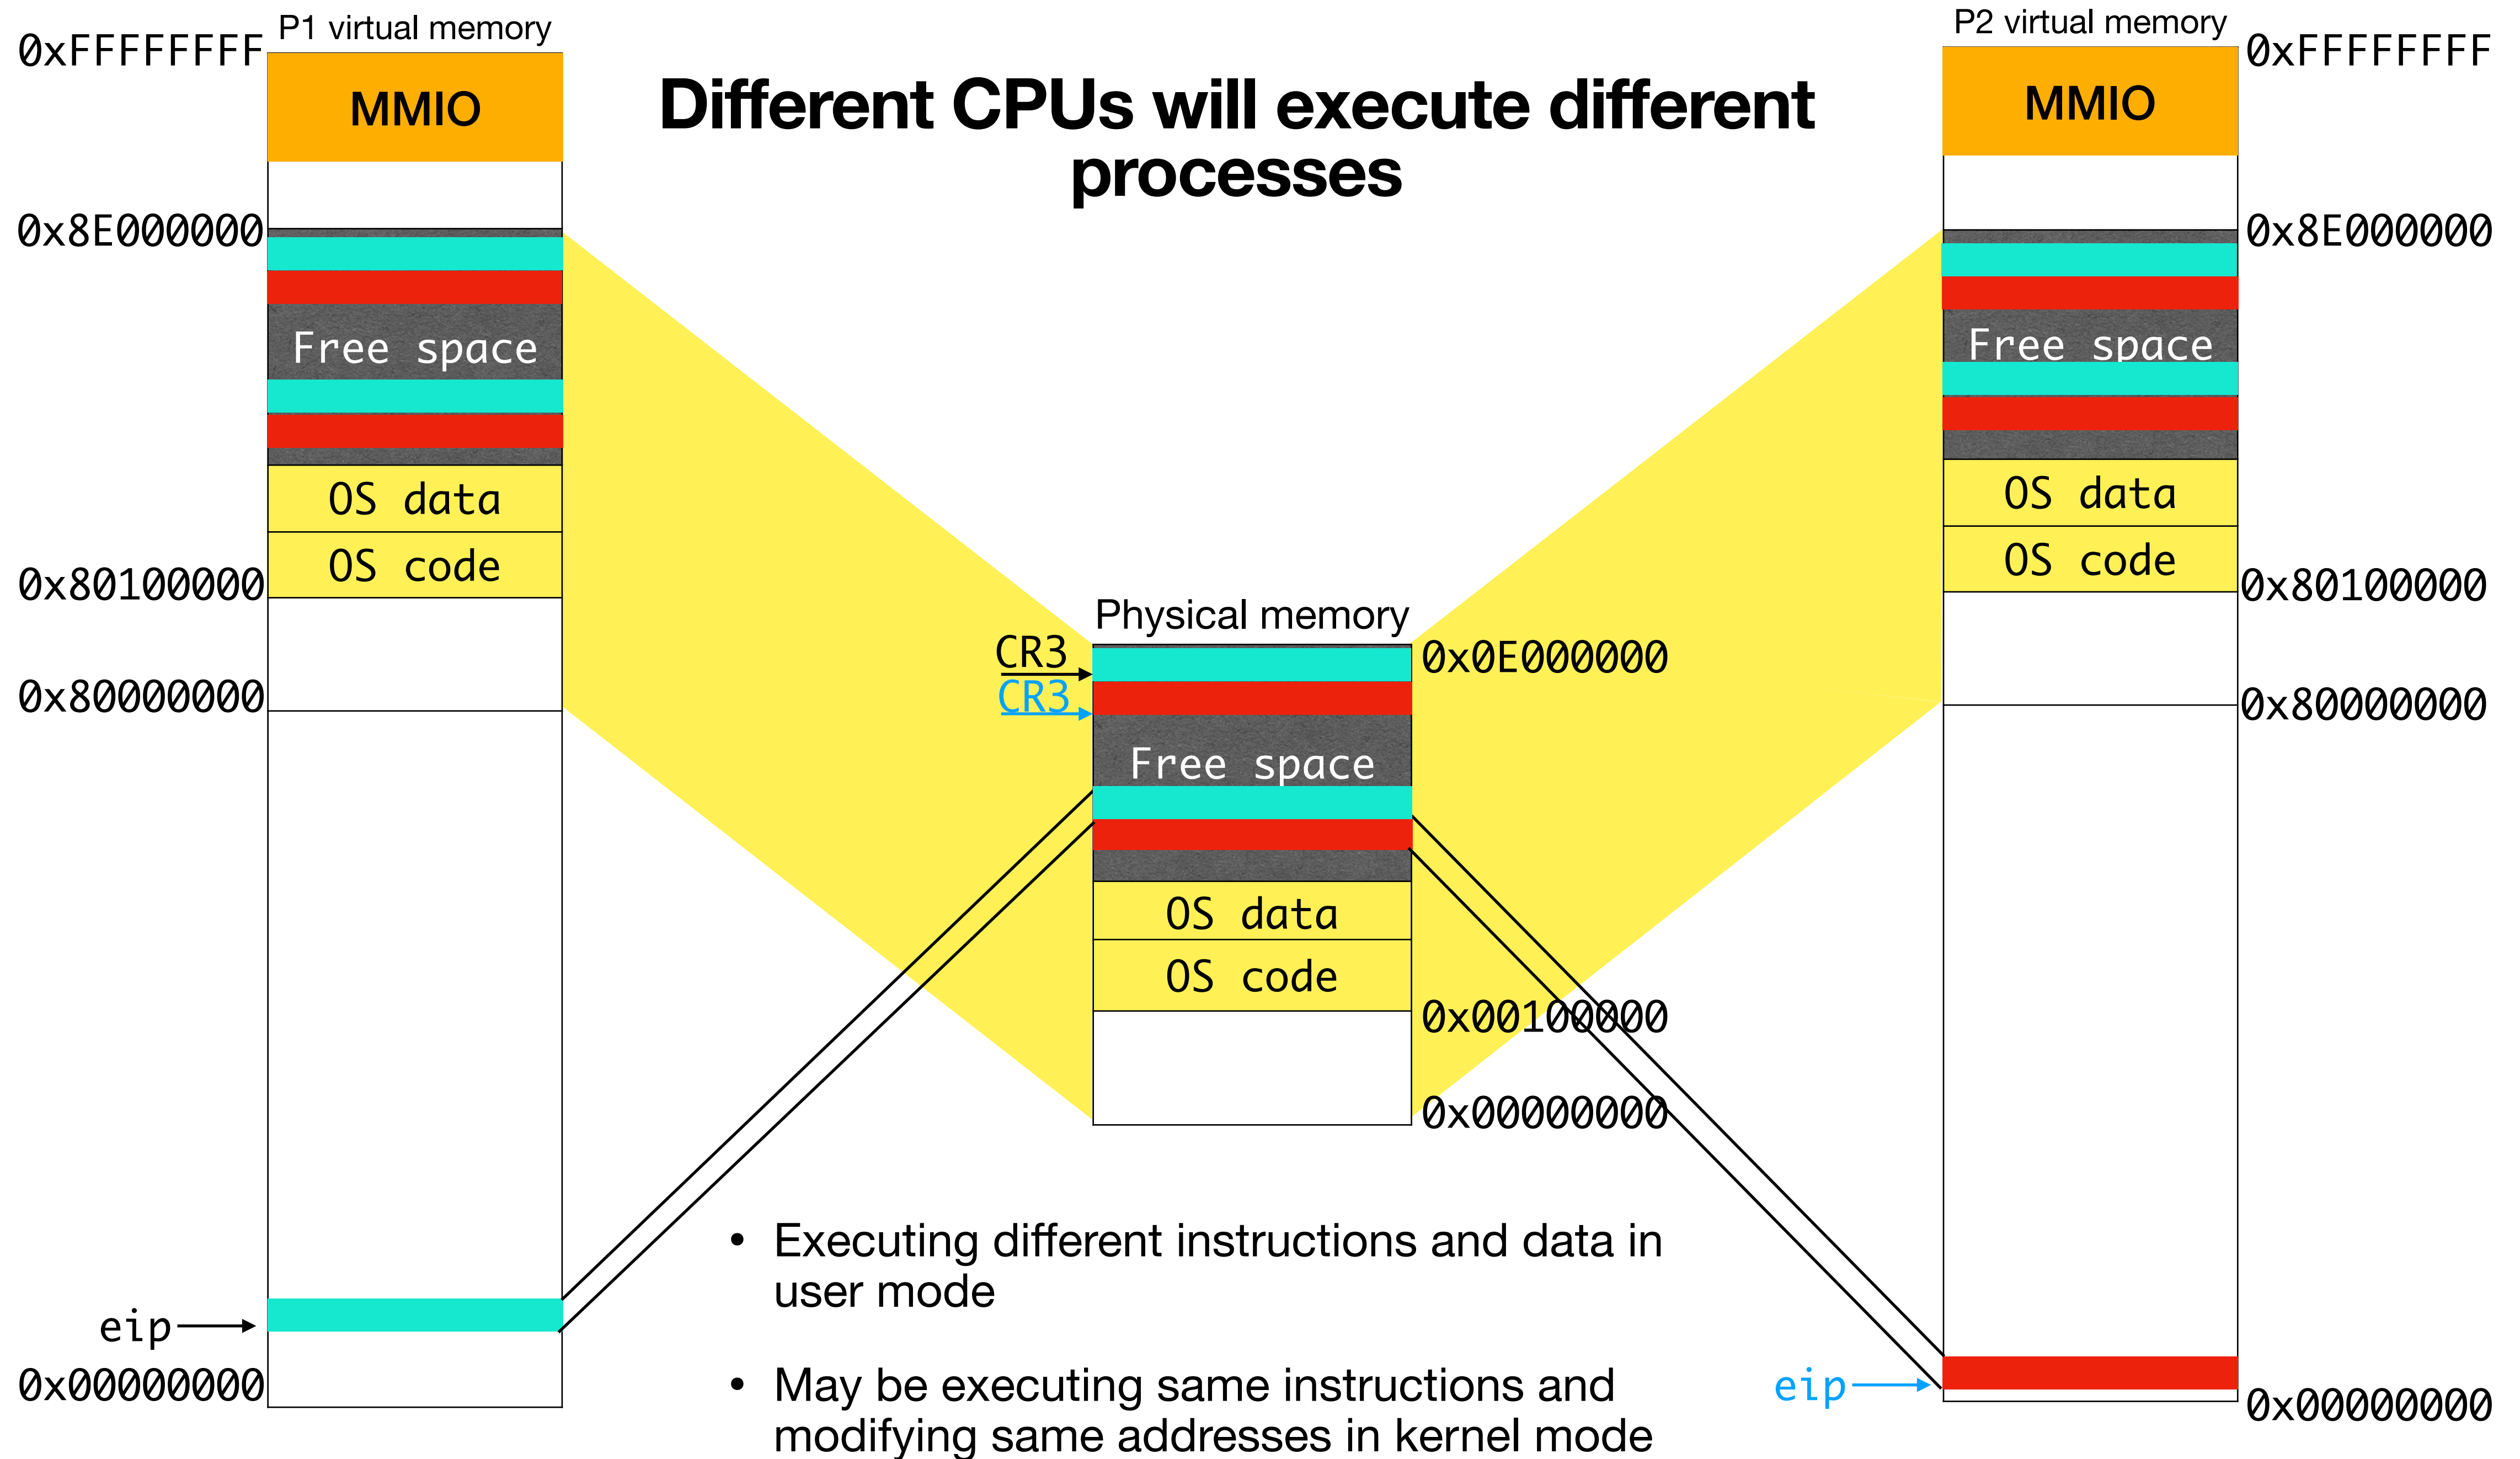 P1 virtual memory
0xFFFFFFFF
MMIO
0x8E000000
Free space
OS data
OS code
0x80100000
0x80000000
eip
0x00000000
Different CPUs will execute different
processes
Physical memory
CR3
CR3
0x0E000000
Free space
OS data
OS code
0x00100000
0x00000000
• Executing different instructions and data in
user mode
• May be executing same instructions and
modifying same addresses in kernel mode
P2 virtual memory
0xFFFFFFFF
MMIO
0x8E000000
Free space
OS data
OS code
0x80100000
0x80000000
eip
0x00000000